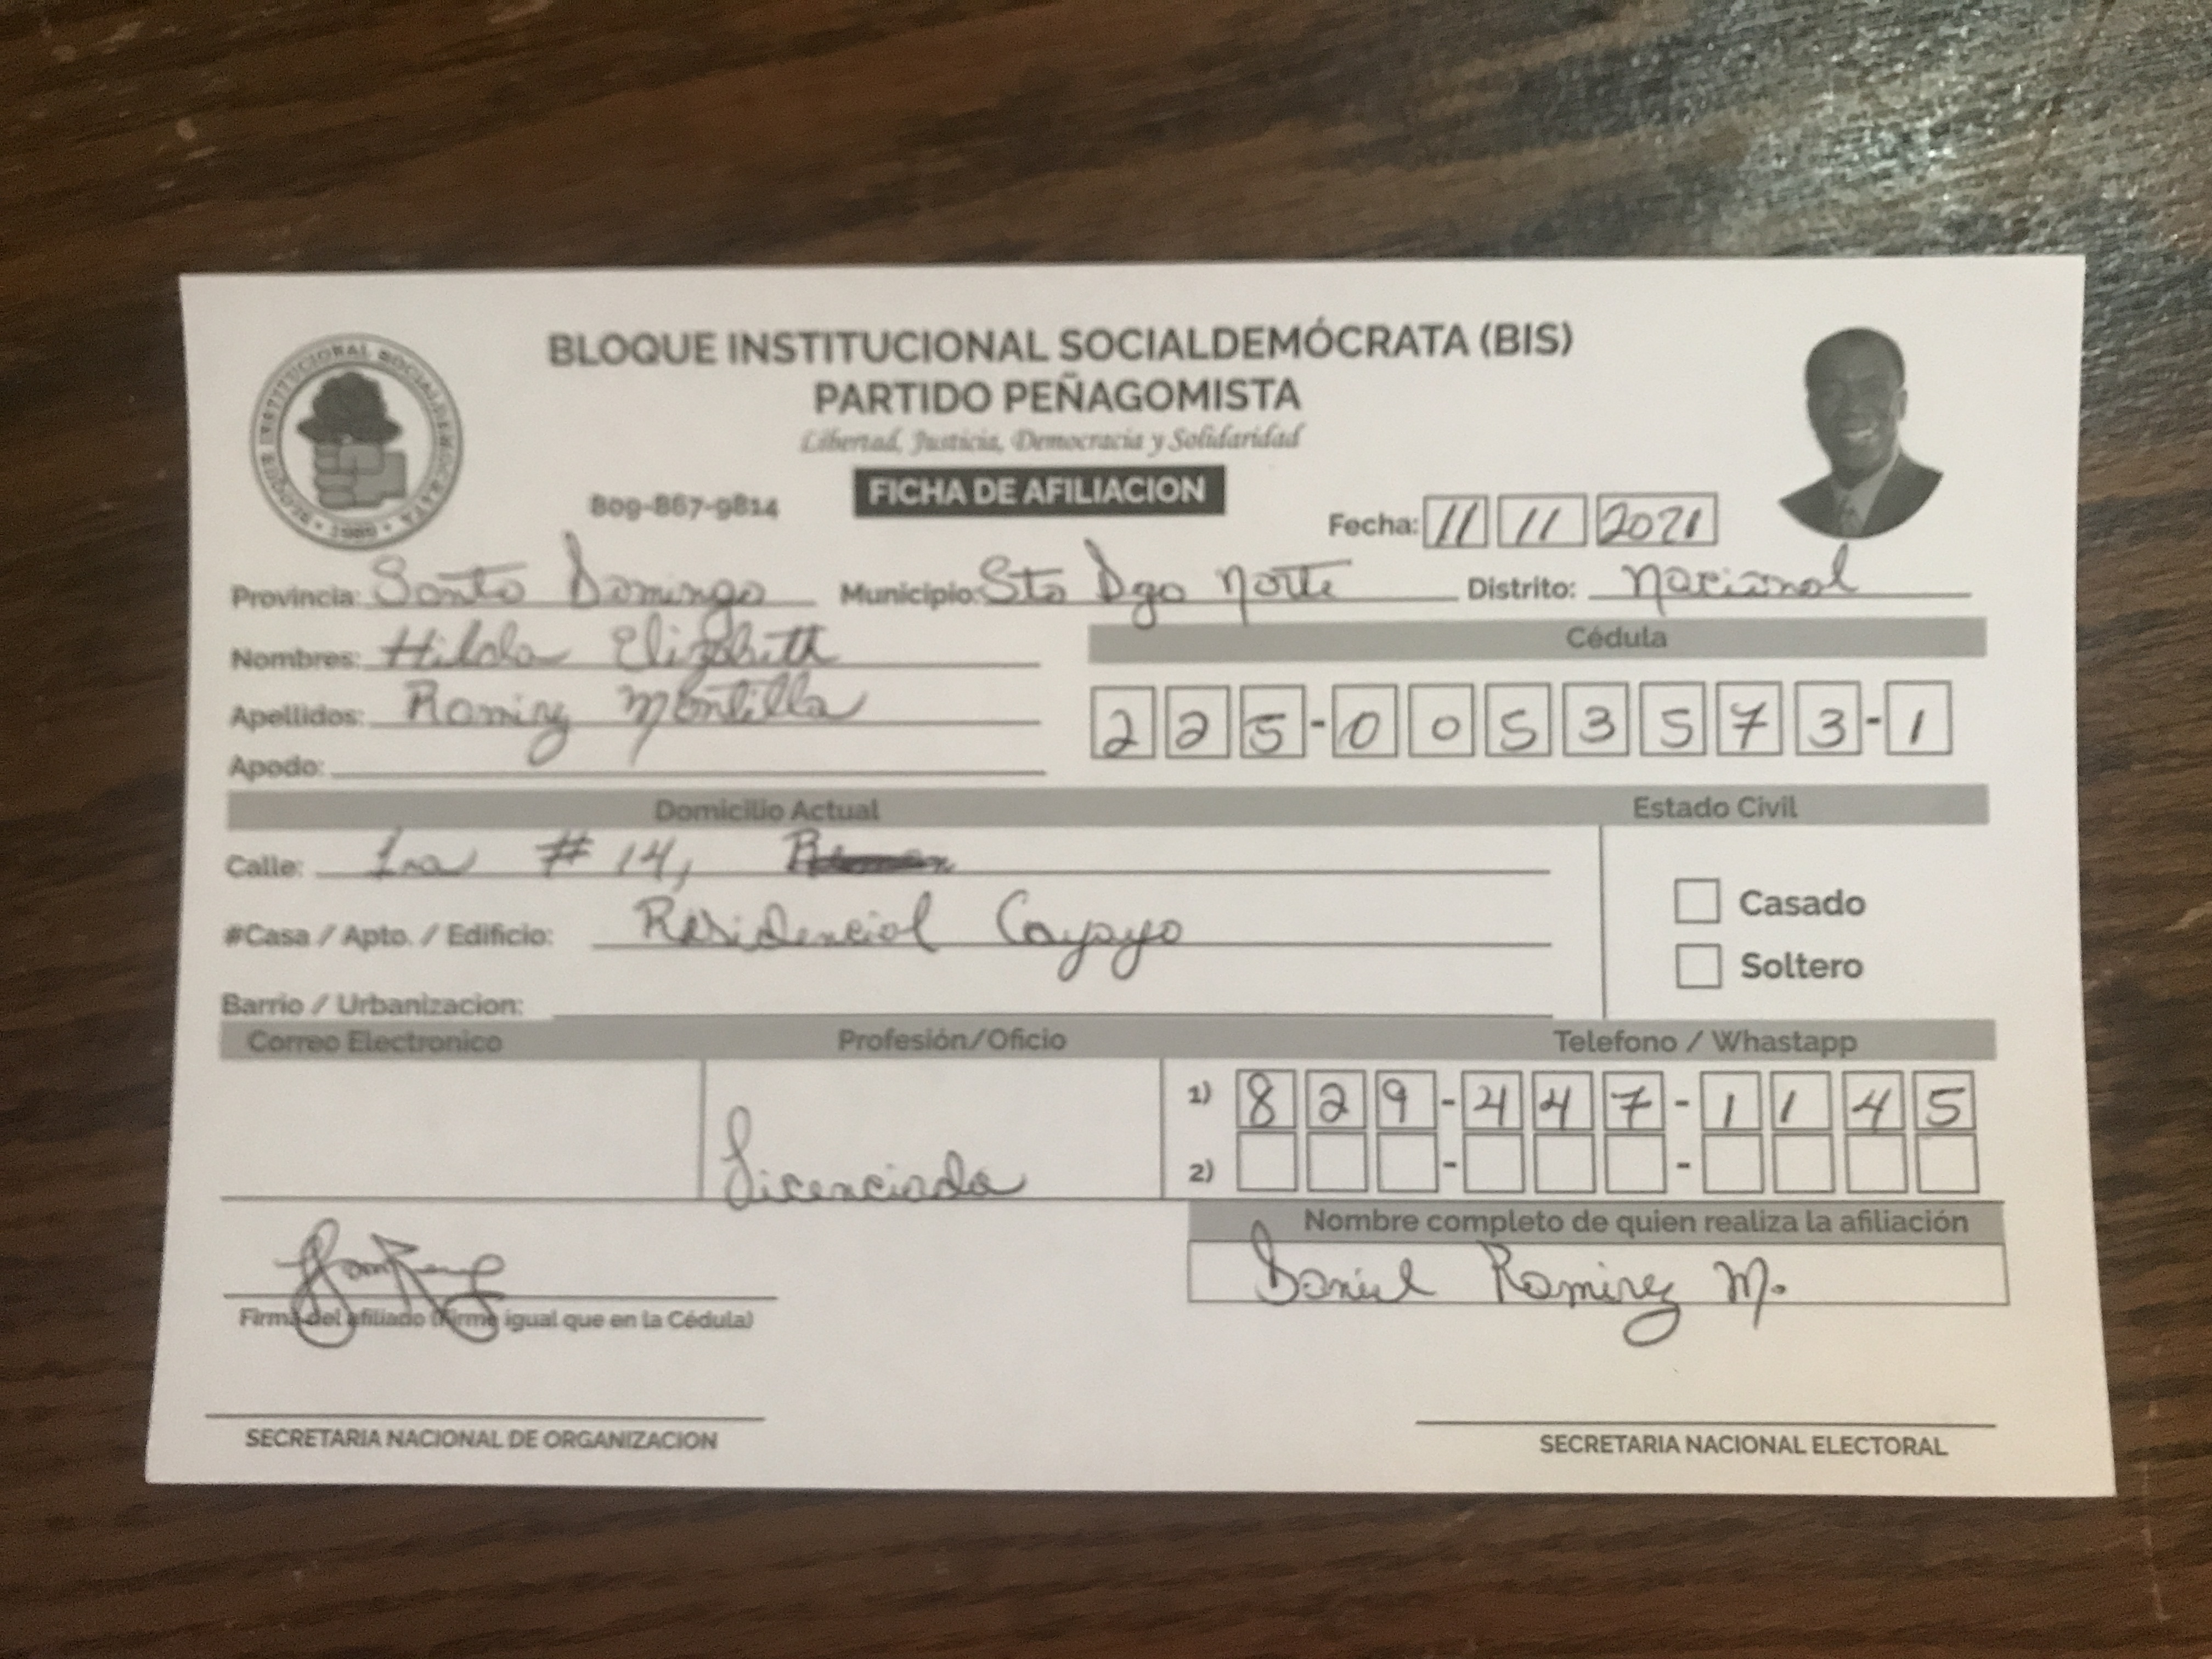 BLOQUE INSTITUCIONAL SOCIALDEMÓCRATA (BIS)
PARTIDO PEÑAGOMISTA
Libertad, Justicia, Democracia y Solidaridad
BLOQUE INSTITUCIONAL SOCIALDEMOCRATA
809-867-9814 FICHA DE AFILIACION Fecha: 11 11 2021
Provincia: Santo Domingo Municipio: Sto Dgo Norte Distrito: Nacional
Nombres: Hilda Elizabeth Cédula
Apellidos: Ramirez Montilla 225-0053573-1
Apodo:
Domicilio Actual Estado Civil
Calle: 1ra # 14,
Casado
#Casa / Apto. / Edificio: Residencial Cayayo
Soltero
Barrio / Urbanizacion:
Correo Electronico Profesión/Oficio Telefono / Whastapp
1) 829-447-1145
Licenciada 2) - -
Nombre completo de quien realiza la afiliación
Daniel Ramirez M.
Firma del afiliado (Firme igual que en la Cédula)
SECRETARIA NACIONAL DE ORGANIZACION SECRETARIA NACIONAL ELECTORAL